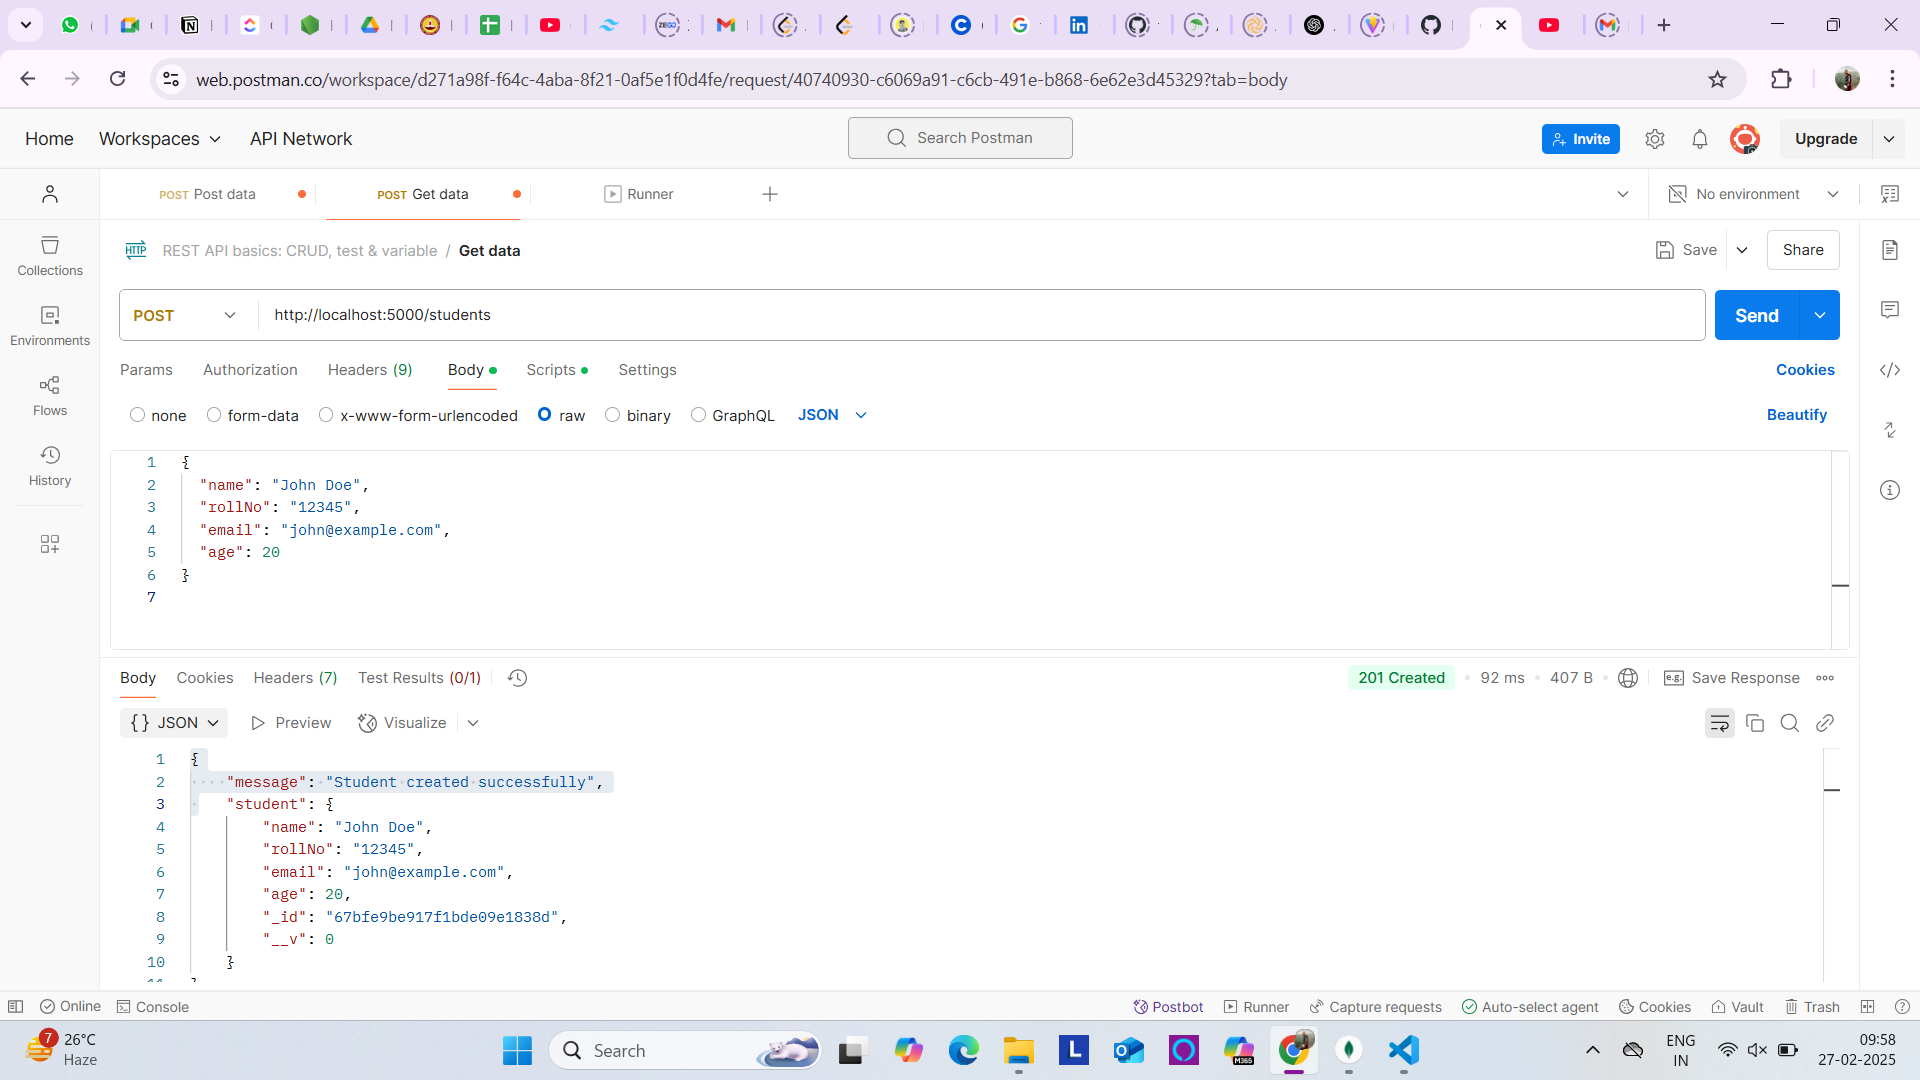 web.postman.co/workspace/d271a98f-f64c-4aba-8f21-0af5e1f0d4fe/request/40740930-c6069a91-c6cb-491e-b868-6e62e3d45329?tab=body
Home Workspaces API Network Search Postman Invite Upgrade
POST Post data POST Get data Runner No environment
HTTP REST API basics: CRUD, test & variable / Get data Save Share
Collections
Environments
Flows
History
POST http://localhost:5000/students Send
Params Authorization Headers (9) Body Scripts Settings Cookies
none form-data x-www-form-urlencoded raw binary GraphQL JSON Beautify
1 {
2 "name": "John Doe",
3 "rollNo": "12345",
4 "email": "john@example.com",
5 "age": 20
6 }
7
Body Cookies Headers (7) Test Results (0/1) 201 Created 92 ms 407 B e.g. Save Response
{} JSON Preview Visualize
1 {
2 "message": "Student created successfully",
3 "student": {
4 "name": "John Doe",
5 "rollNo": "12345",
6 "email": "john@example.com",
7 "age": 20,
8 "_id": "67bfe9be917f1bde09e1838d",
9 "__v": 0
10 }
Online Console Postbot Runner Capture requests Auto-select agent Cookies Vault Trash
7 26°C
Haze
Search
M365
ENG
IN
09:58
27-02-2025